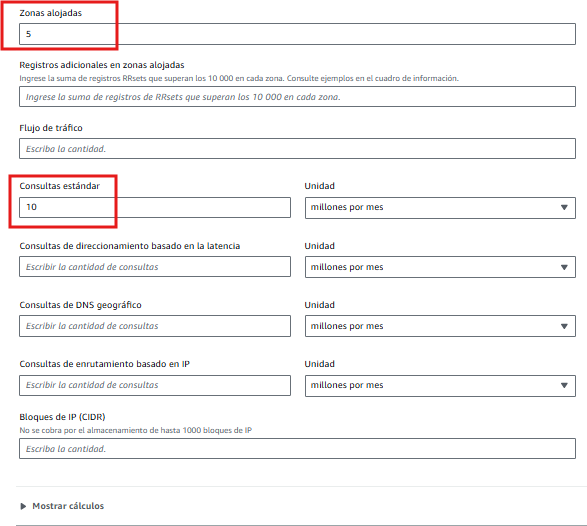 Zonas alojadas
5
Registros adicionales en zonas alojadas
Ingrese la suma de registros RRsets que superan los 10 000 en cada zona. Consulte ejemplos en el cuadro de información.
Ingrese la suma de registros de RRsets que superan los 10 000 en cada zona.
Flujo de tráfico
Escriba la cantidad.
Consultas estándar
Unidad
10
millones por mes
Consultas de direccionamiento basado en la latencia
Unidad
Escribir la cantidad de consultas
millones por mes
Consultas de DNS geográfico
Unidad
Escribir la cantidad de consultas
millones por mes
Consultas de enrutamiento basado en IP
Unidad
Escribir la cantidad de consultas
millones por mes
Bloques de IP (CIDR)
No se cobra por el almacenamiento de hasta 1000 bloques de IP
Escriba la cantidad.
Mostrar cálculos